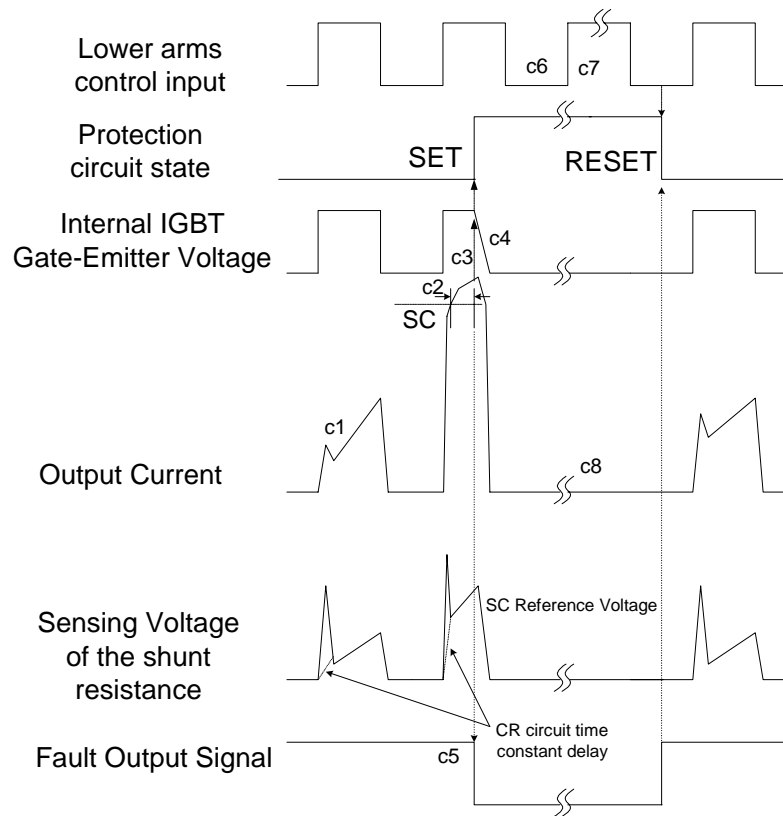 Lower arms
control input
c6
c7
Protection
circuit state
SET
RESET
Internal IGBT
Gate-Emitter Voltage
c4
c3
c2
SC
c1
Output Current
c8
Sensing Voltage
of the shunt
resistance
SC Reference Voltage
CR circuit time
constant delay
Fault Output Signal
c5